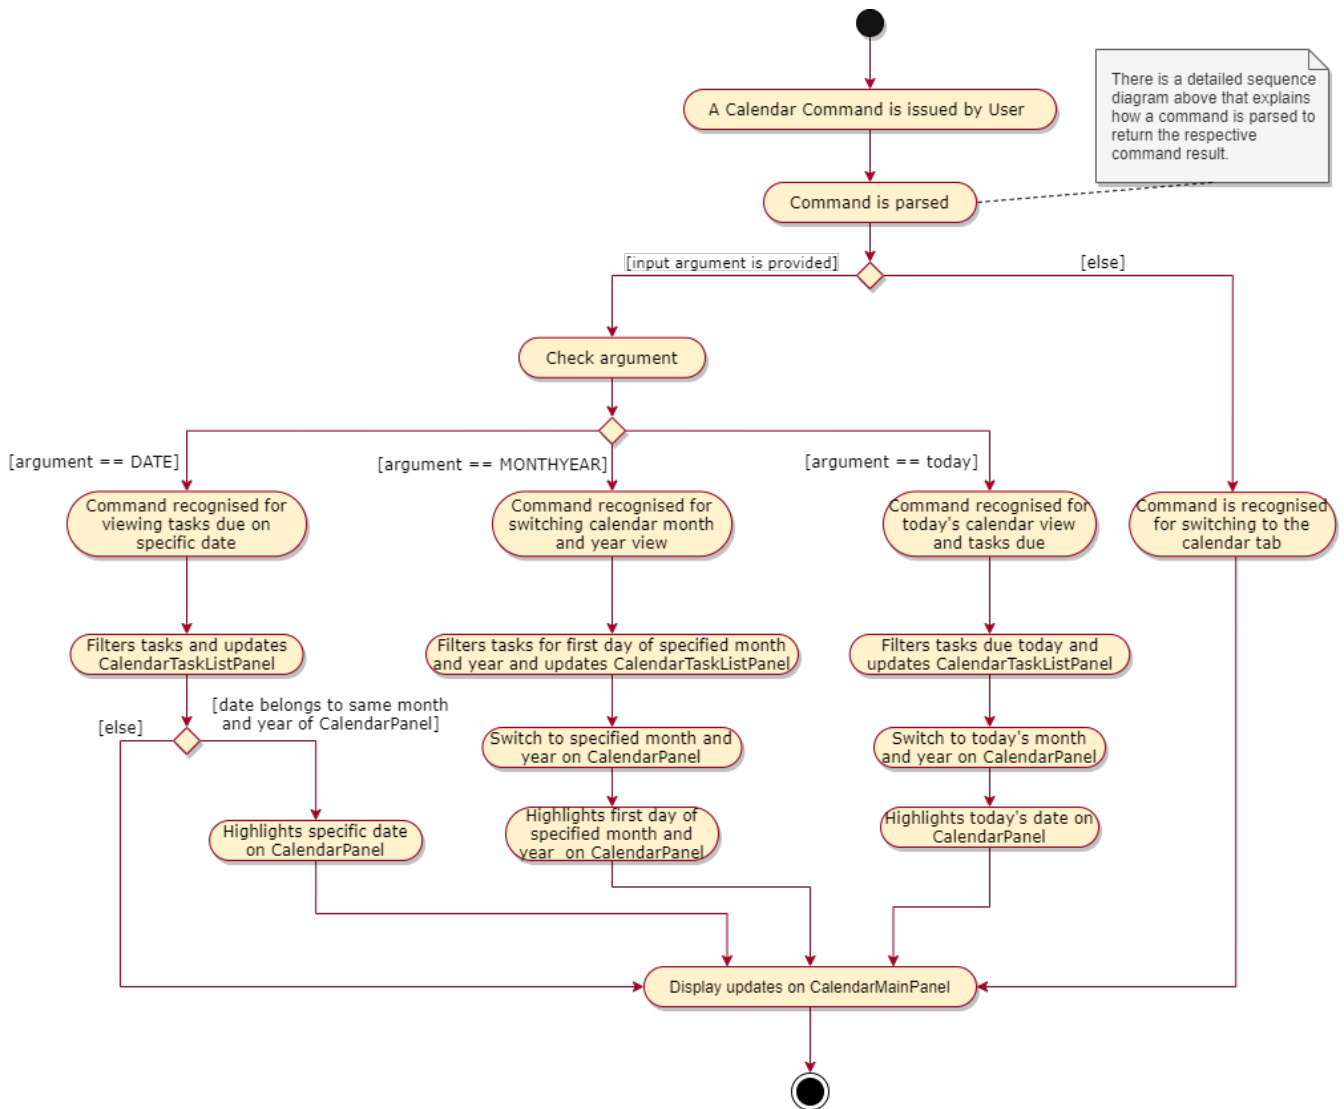 A Calendar Command is issued by User
There is a detailed sequence
diagram above that explains
how a command is parsed to
return the respective
command result.
Command is parsed
[input argument is provided]
[else]
Check argument
[argument == DATE]
[argument == MONTHYEAR]
[argument == today]
Command recognised for
viewing tasks due on
specific date
Command recognised for
switching calendar month
and year view
Command recognised for
today's calendar view
and tasks due
Command is recognised
for switching to the
calendar tab
Filters tasks and updates
CalendarTaskListPanel
Filters tasks for first day of specified month
and year and updates CalendarTaskListPanel
Filters tasks due today and
updates CalendarTaskListPanel
[else]
[date belongs to same month
and year of CalendarPanel]
Switch to specified month and
year on CalendarPanel
Switch to today's month
and year on CalendarPanel
Highlights specific date
on CalendarPanel
Highlights first day of
specified month and
year on CalendarPanel
Highlights today's date on
CalendarPanel
Display updates on CalendarMainPanel